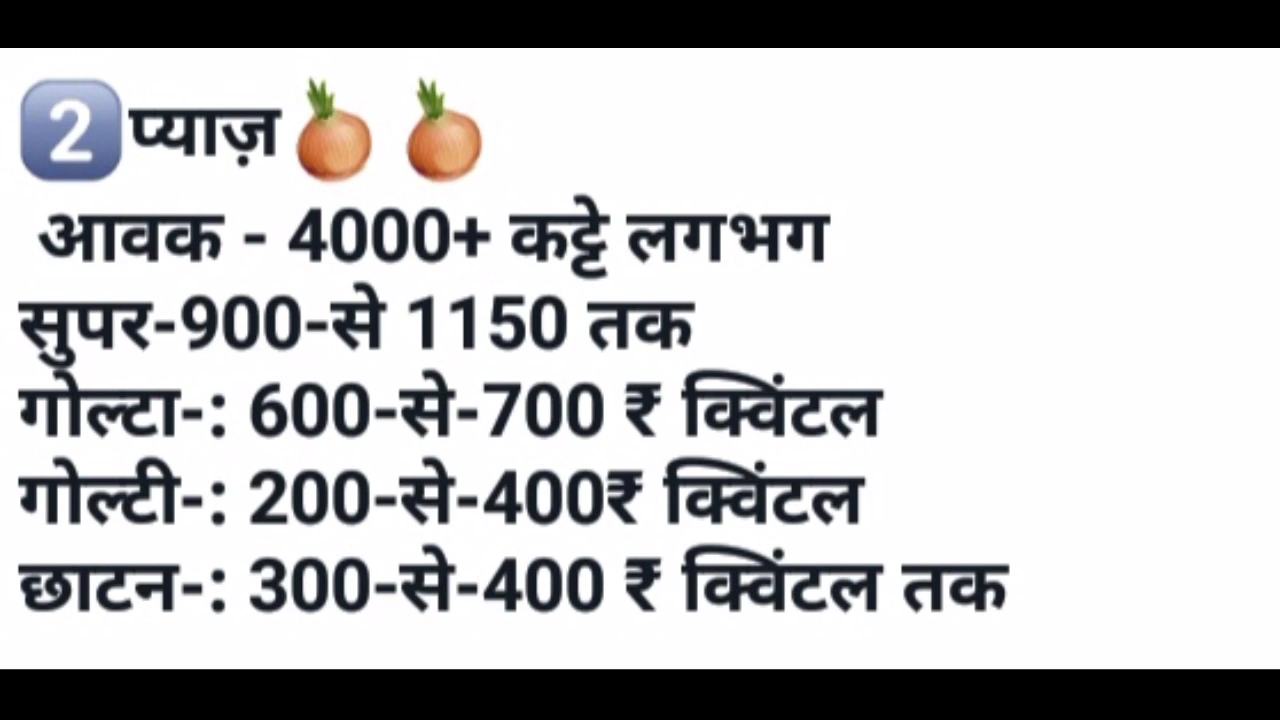 2 प्याज़
आवक - 4000+ कट्टे लगभग
सुपर-900-से 1150 तक
गोल्टा-: 600-से-700 ₹ क्विंटल
गोल्टी-: 200-से-400₹ क्विंटल
छाटन-: 300-से-400 ₹ क्विंटल तक